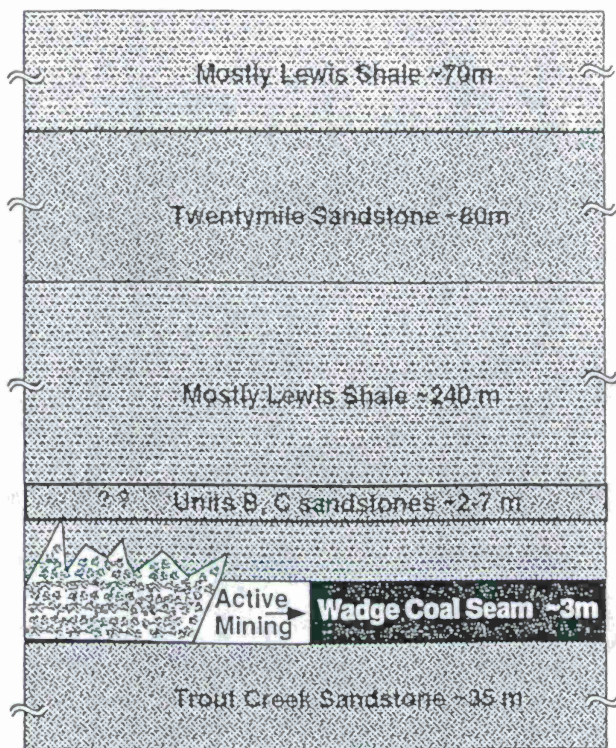 Mostly Lewis Shale ~70m
Twentymile Sandstone ~80m
Mostly Lewis Shale ~240 m
? ? Units B, C sandstones ~2-7 m
Active
Mining
Wadge Coal Seam ~3m
Trout Creek Sandstone ~35 m